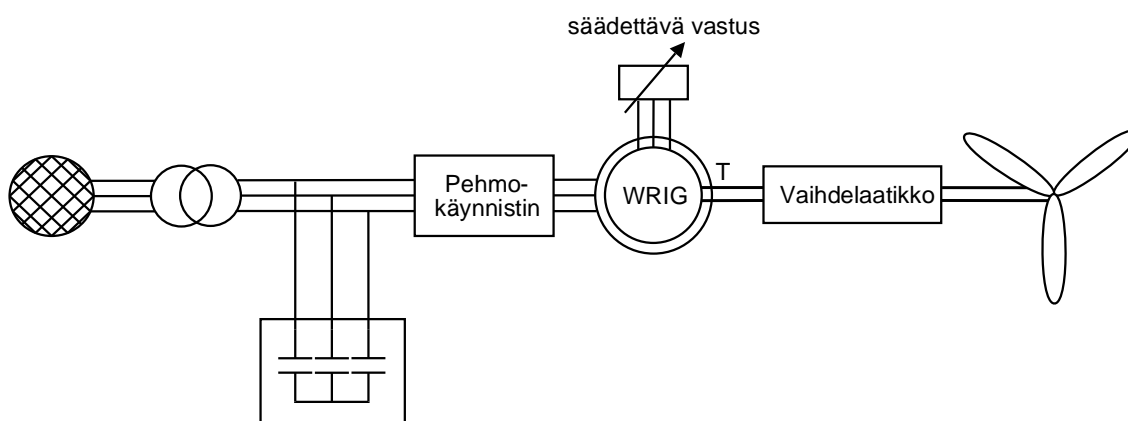 säädettävä vastus
Pehmo-
käynnistin
WRIG
T
Vaihdelaatikko